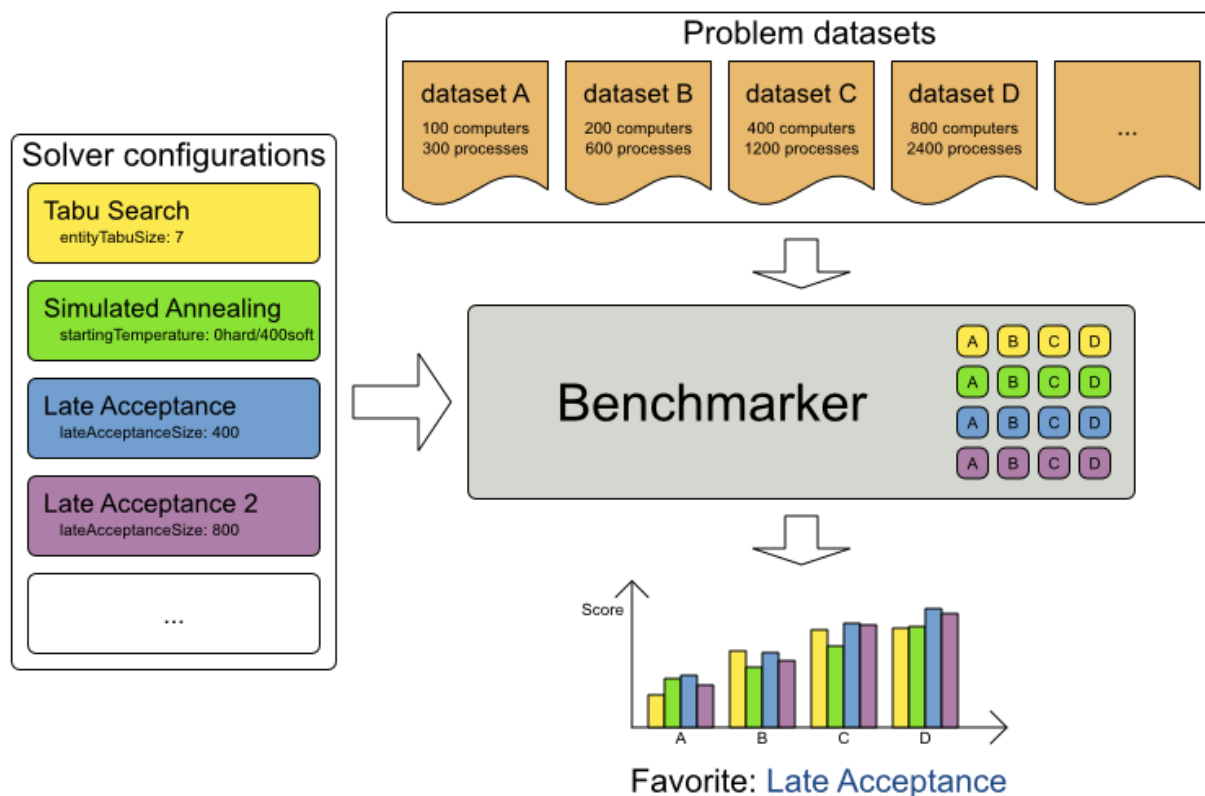 Problem datasets
dataset A
100 computers
300 processes
dataset B
200 computers
600 processes
dataset C
400 computers
1200 processes
dataset D
800 computers
2400 processes
...
Solver configurations
Tabu Search
entityTabuSize: 7
Simulated Annealing
startingTemperature: 0hard/400soft
Late Acceptance
lateAcceptanceSize: 400
Late Acceptance 2
lateAcceptanceSize: 800
...
Benchmarker
A B C D
A B C D
A B C D
A B C D
Score
A B C D
Favorite: Late Acceptance